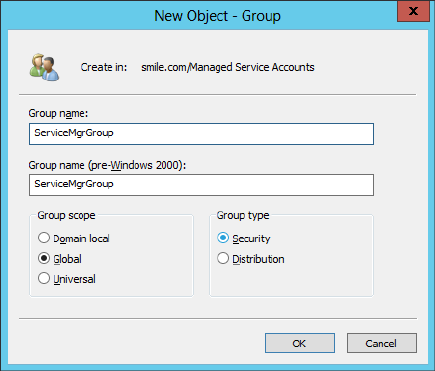 New Object - Group
Create in: smile.com/Managed Service Accounts
Group name:
ServiceMgrGroup
Group name (pre-Windows 2000):
ServiceMgrGroup
Group scope
Domain local
Global
Universal
Group type
Security
Distribution
OK Cancel